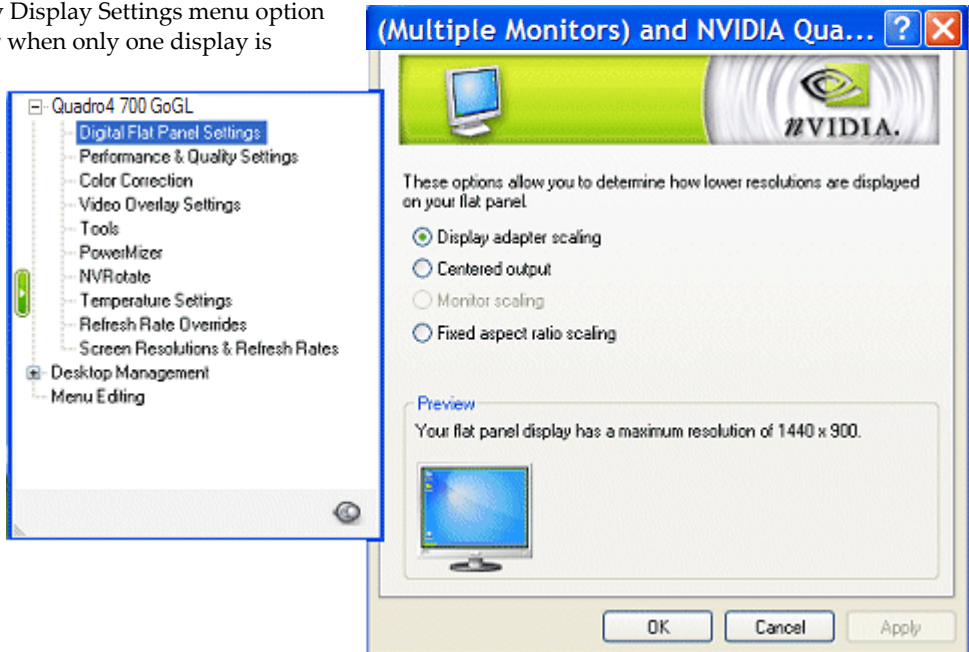 y Display Settings menu option
when only one display is
Quadro4 700 GoGL
Digital Flat Panel Settings
Performance & Quality Settings
Color Correction
Video Overlay Settings
Tools
PowerMizer
NVRotate
Temperature Settings
Refresh Rate Overrides
Screen Resolutions & Refresh Rates
Desktop Management
Menu Editing
(Multiple Monitors) and NVIDIA Qua...
nVIDIA.
These options allow you to determine how lower resolutions are displayed
on your flat panel.
Display adapter scaling
Centered output
Monitor scaling
Fixed aspect ratio scaling
Preview
Your flat panel display has a maximum resolution of 1440 x 900.
OK Cancel Apply